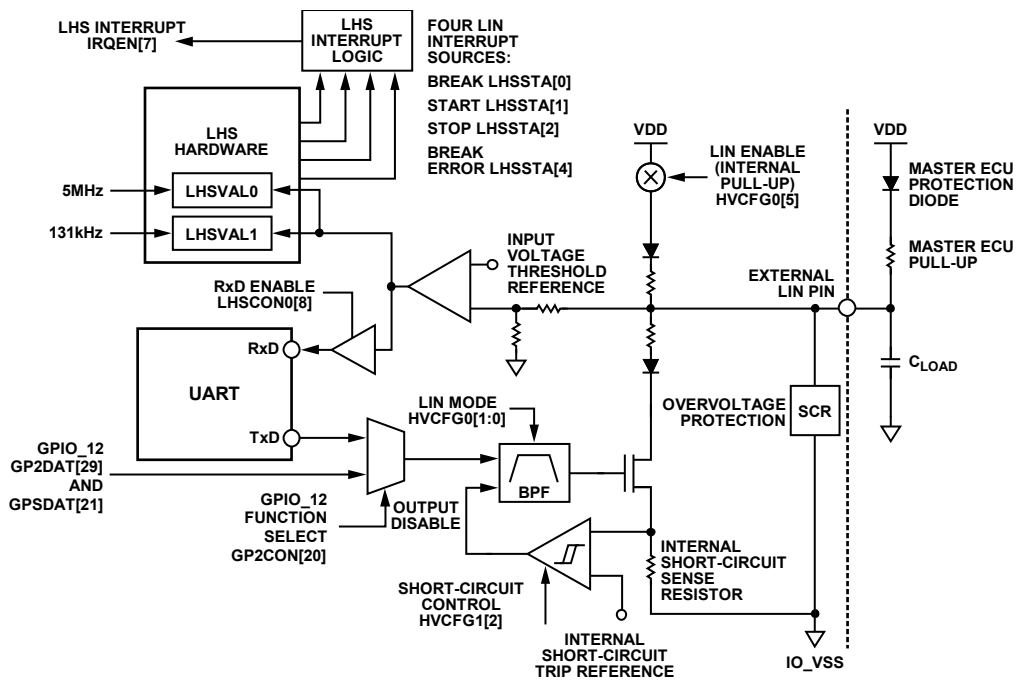 LHS INTERRUPT
IRQEN[7]
LHS
INTERRUPT
LOGIC
FOUR LIN
INTERRUPT
SOURCES:
BREAK LHSSTA[0]
START LHSSTA[1]
STOP LHSSTA[2]
BREAK
ERROR LHSSTA[4]
LHS
HARDWARE
5MHz
LHSVAL0
131kHz
LHSVAL1
VDD
LIN ENABLE
(INTERNAL
PULL-UP)
HVCFG0[5]
VDD
MASTER ECU
PROTECTION
DIODE
MASTER ECU
PULL-UP
INPUT
VOLTAGE
THRESHOLD
REFERENCE
EXTERNAL
LIN PIN
RxD ENABLE
LHSCON0[8]
RxD
UART
TxD
CLOAD
OVERVOLTAGE
PROTECTION
SCR
LIN MODE
HVCFG0[1:0]
BPF
GPIO_12
GP2DAT[29]
AND
GPSDAT[21]
GPIO_12
FUNCTION
SELECT
GP2CON[20]
OUTPUT
DISABLE
INTERNAL
SHORT-CIRCUIT
SENSE
RESISTOR
SHORT-CIRCUIT
CONTROL
HVCFG1[2]
INTERNAL
SHORT-CIRCUIT
TRIP REFERENCE
IO_VSS